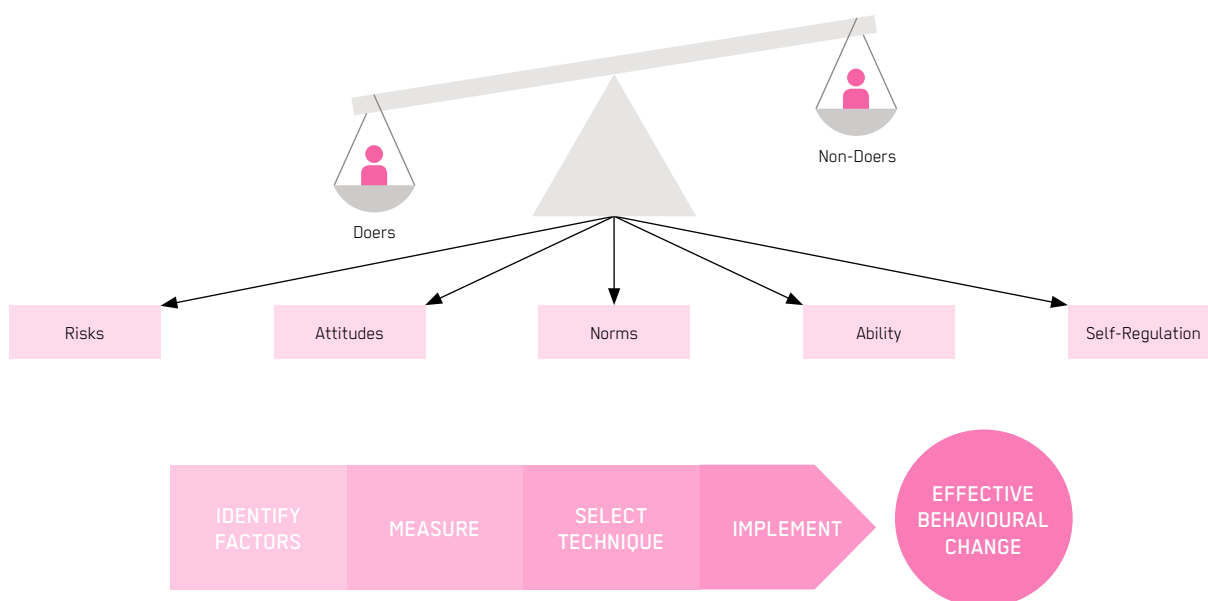 Non-Doers
Doers
Risks
Attitudes
Norms
Ability
Self-Regulation
IDENTIFY
FACTORS
MEASURE
SELECT
TECHNIQUE
IMPLEMENT
EFFECTIVE
BEHAVIOURAL
CHANGE